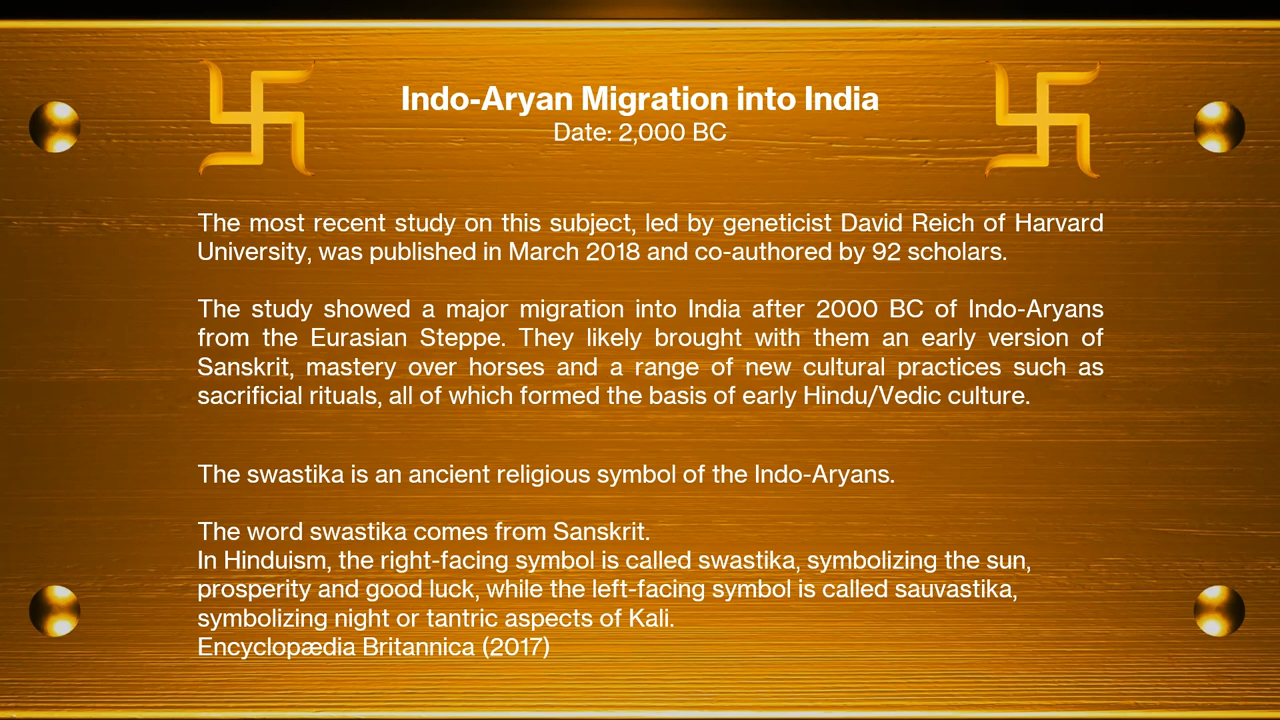 Indo-Aryan Migration into India
Date: 2,000 BC
The most recent study on this subject, led by geneticist David Reich of Harvard
University, was published in March 2018 and co-authored by 92 scholars.
The study showed a major migration into India after 2000 BC of Indo-Aryans
from the Eurasian Steppe. They likely brought with them an early version of
Sanskrit, mastery over horses and a range of new cultural practices such as
sacrificial rituals, all of which formed the basis of early Hindu/Vedic culture.
The swastika is an ancient religious symbol of the Indo-Aryans.
The word swastika comes from Sanskrit.
In Hinduism, the right-facing symbol is called swastika, symbolizing the sun,
prosperity and good luck, while the left-facing symbol is called sauvastika,
symbolizing night or tantric aspects of Kali.
Encyclopædia Britannica (2017)